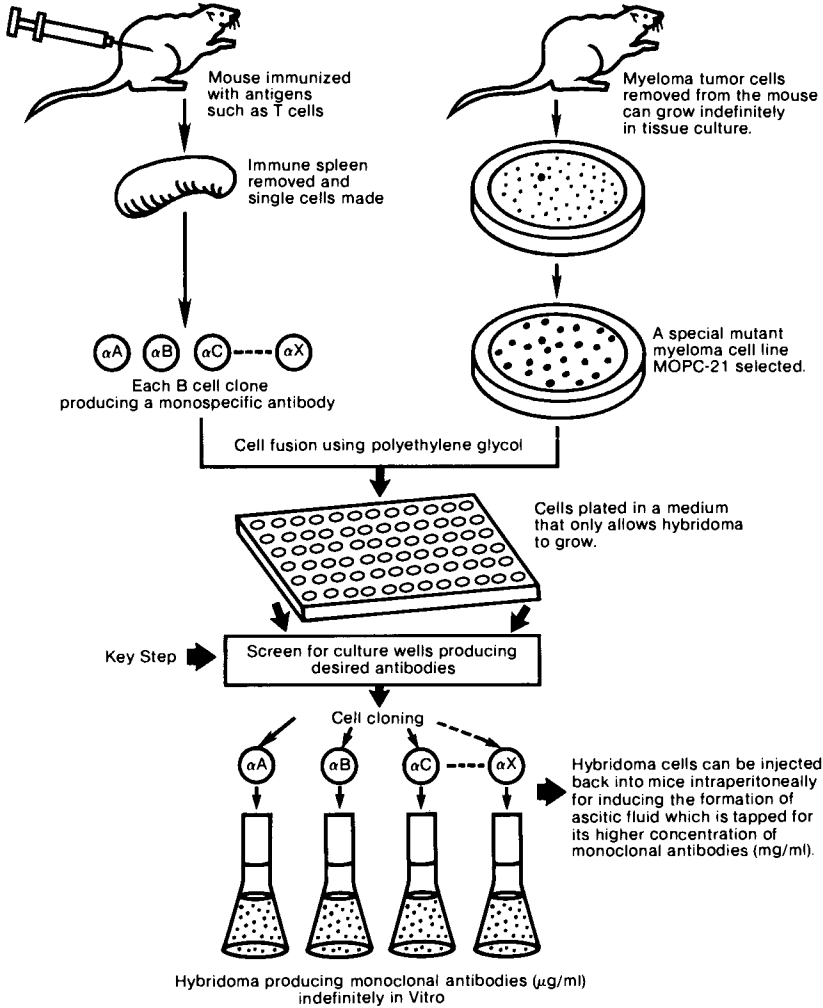 Mouse immunized
with antigens
such as T cells
Myeloma tumor cells
removed from the mouse
can grow indefinitely
in tissue culture.
Immune spleen
removed and
single cells made
A special mutant
myeloma cell line
MOPC-21 selected.
αA αB αC αX
Each B cell clone
producing a monospecific antibody
Cell fusion using polyethylene glycol
Cells plated in a medium
that only allows hybridoma
to grow.
Key Step
Screen for culture wells producing
desired antibodies
Cell cloning
αA αB αC αX
Hybridoma cells can be injected
back into mice intraperitoneally
for inducing the formation of
ascitic fluid which is tapped for
its higher concentration of
monoclonal antibodies (mg/ml).
Hybridoma producing monoclonal antibodies (μg/ml)
indefinitely in Vitro